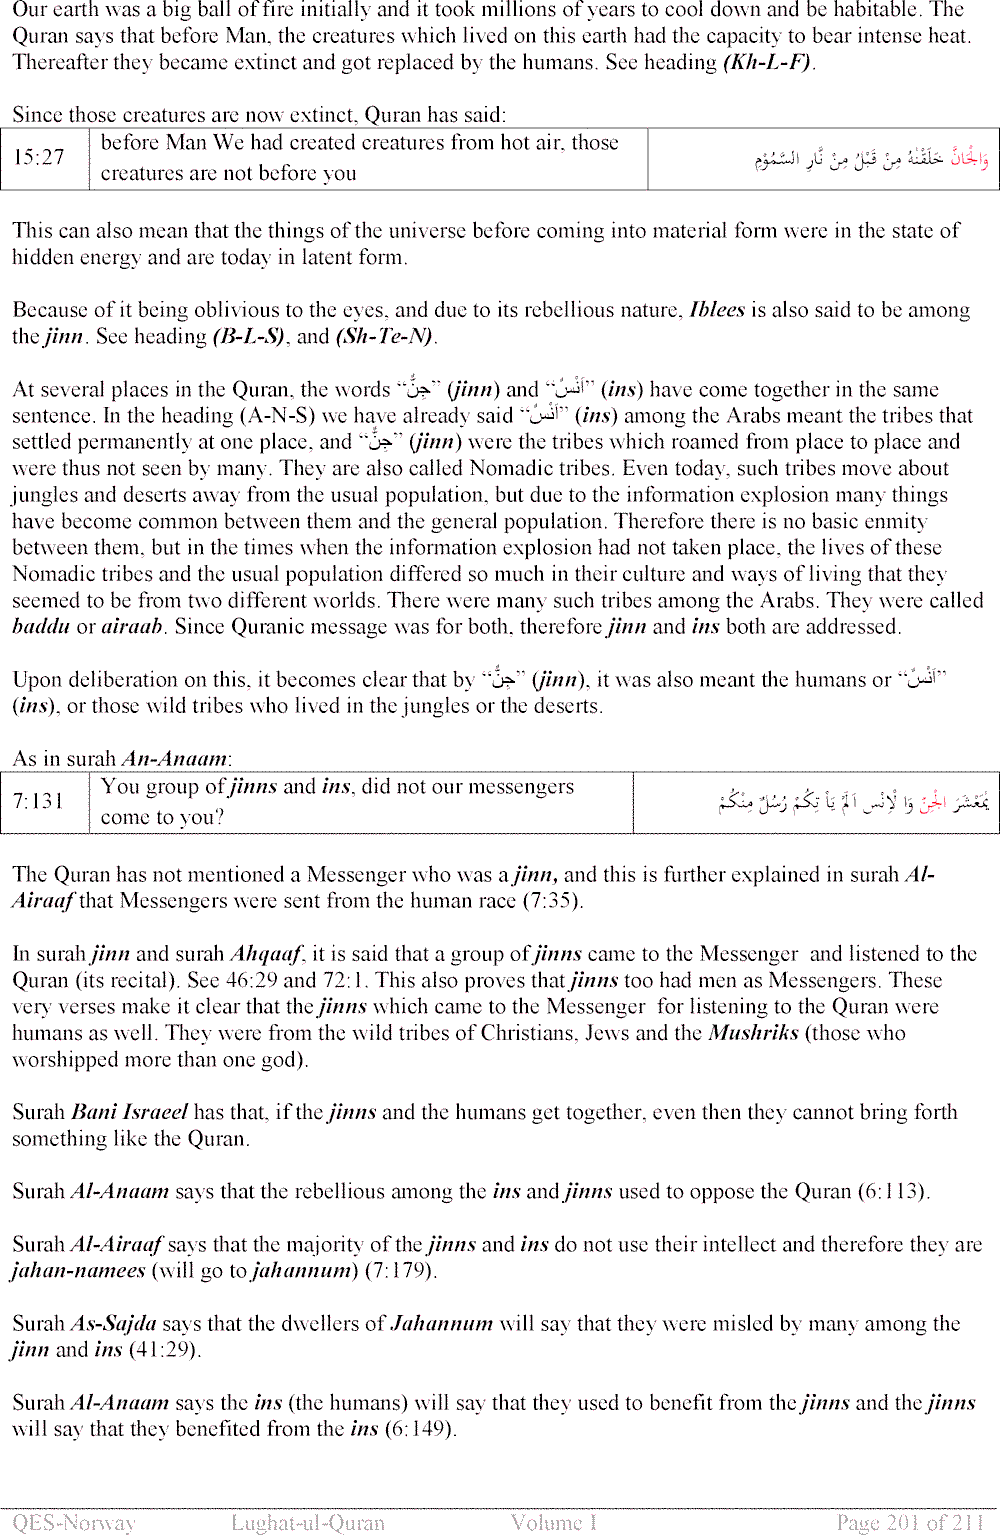 Our earth was a big ball of fire initially and it took millions of years to cool down and be habitable. The
Quran says that before Man, the creatures which lived on this earth had the capacity to bear intense heat.
Thereafter they became extinct and got replaced by the humans. See heading (Kh-L-F).
Since those creatures are now extinct, Quran has said:
15:27
before Man We had created creatures from hot air, those
creatures are not before you
وَالْجَانَّ خَلَقْنٰهُ مِنْ قَبْلُ مِنْ نَّارِ السَّمُوْمِ
This can also mean that the things of the universe before coming into material form were in the state of
hidden energy and are today in latent form.
Because of it being oblivious to the eyes, and due to its rebellious nature, Iblees is also said to be among
the jinn. See heading (B-L-S), and (Sh-Te-N).
At several places in the Quran, the words “جِنٌّ” (jinn) and “اَنْسٌ” (ins) have come together in the same
sentence. In the heading (A-N-S) we have already said “اَنْسٌ” (ins) among the Arabs meant the tribes that
settled permanently at one place, and “جِنٌّ” (jinn) were the tribes which roamed from place to place and
were thus not seen by many. They are also called Nomadic tribes. Even today, such tribes move about
jungles and deserts away from the usual population, but due to the information explosion many things
have become common between them and the general population. Therefore there is no basic enmity
between them, but in the times when the information explosion had not taken place, the lives of these
Nomadic tribes and the usual population differed so much in their culture and ways of living that they
seemed to be from two different worlds. There were many such tribes among the Arabs. They were called
baddu or airaab. Since Quranic message was for both, therefore jinn and ins both are addressed.
Upon deliberation on this, it becomes clear that by “جِنٌّ” (jinn), it was also meant the humans or “اَنْسٌ”
(ins), or those wild tribes who lived in the jungles or the deserts.
As in surah An-Anaam:
7:131
You group of jinns and ins, did not our messengers
come to you?
يٰمَعْشَرَ الْجِنِّ وَا لْاِنْسِ اَلَمْ يَاْ تِكُمْ رُسُلٌ مِنْكُمْ
The Quran has not mentioned a Messenger who was a jinn, and this is further explained in surah Al-
Airaaf that Messengers were sent from the human race (7:35).
In surah jinn and surah Ahqaaf, it is said that a group of jinns came to the Messenger and listened to the
Quran (its recital). See 46:29 and 72:1. This also proves that jinns too had men as Messengers. These
very verses make it clear that the jinns which came to the Messenger for listening to the Quran were
humans as well. They were from the wild tribes of Christians, Jews and the Mushriks (those who
worshipped more than one god).
Surah Bani Israeel has that, if the jinns and the humans get together, even then they cannot bring forth
something like the Quran.
Surah Al-Anaam says that the rebellious among the ins and jinns used to oppose the Quran (6:113).
Surah Al-Airaaf says that the majority of the jinns and ins do not use their intellect and therefore they are
jahan-namees (will go to jahannum) (7:179).
Surah As-Sajda says that the dwellers of Jahannum will say that they were misled by many among the
jinn and ins (41:29).
Surah Al-Anaam says the ins (the humans) will say that they used to benefit from the jinns and the jinns
will say that they benefited from the ins (6:149).
QES-Norway Lughat-ul-Quran Volume I Page 201 of 211